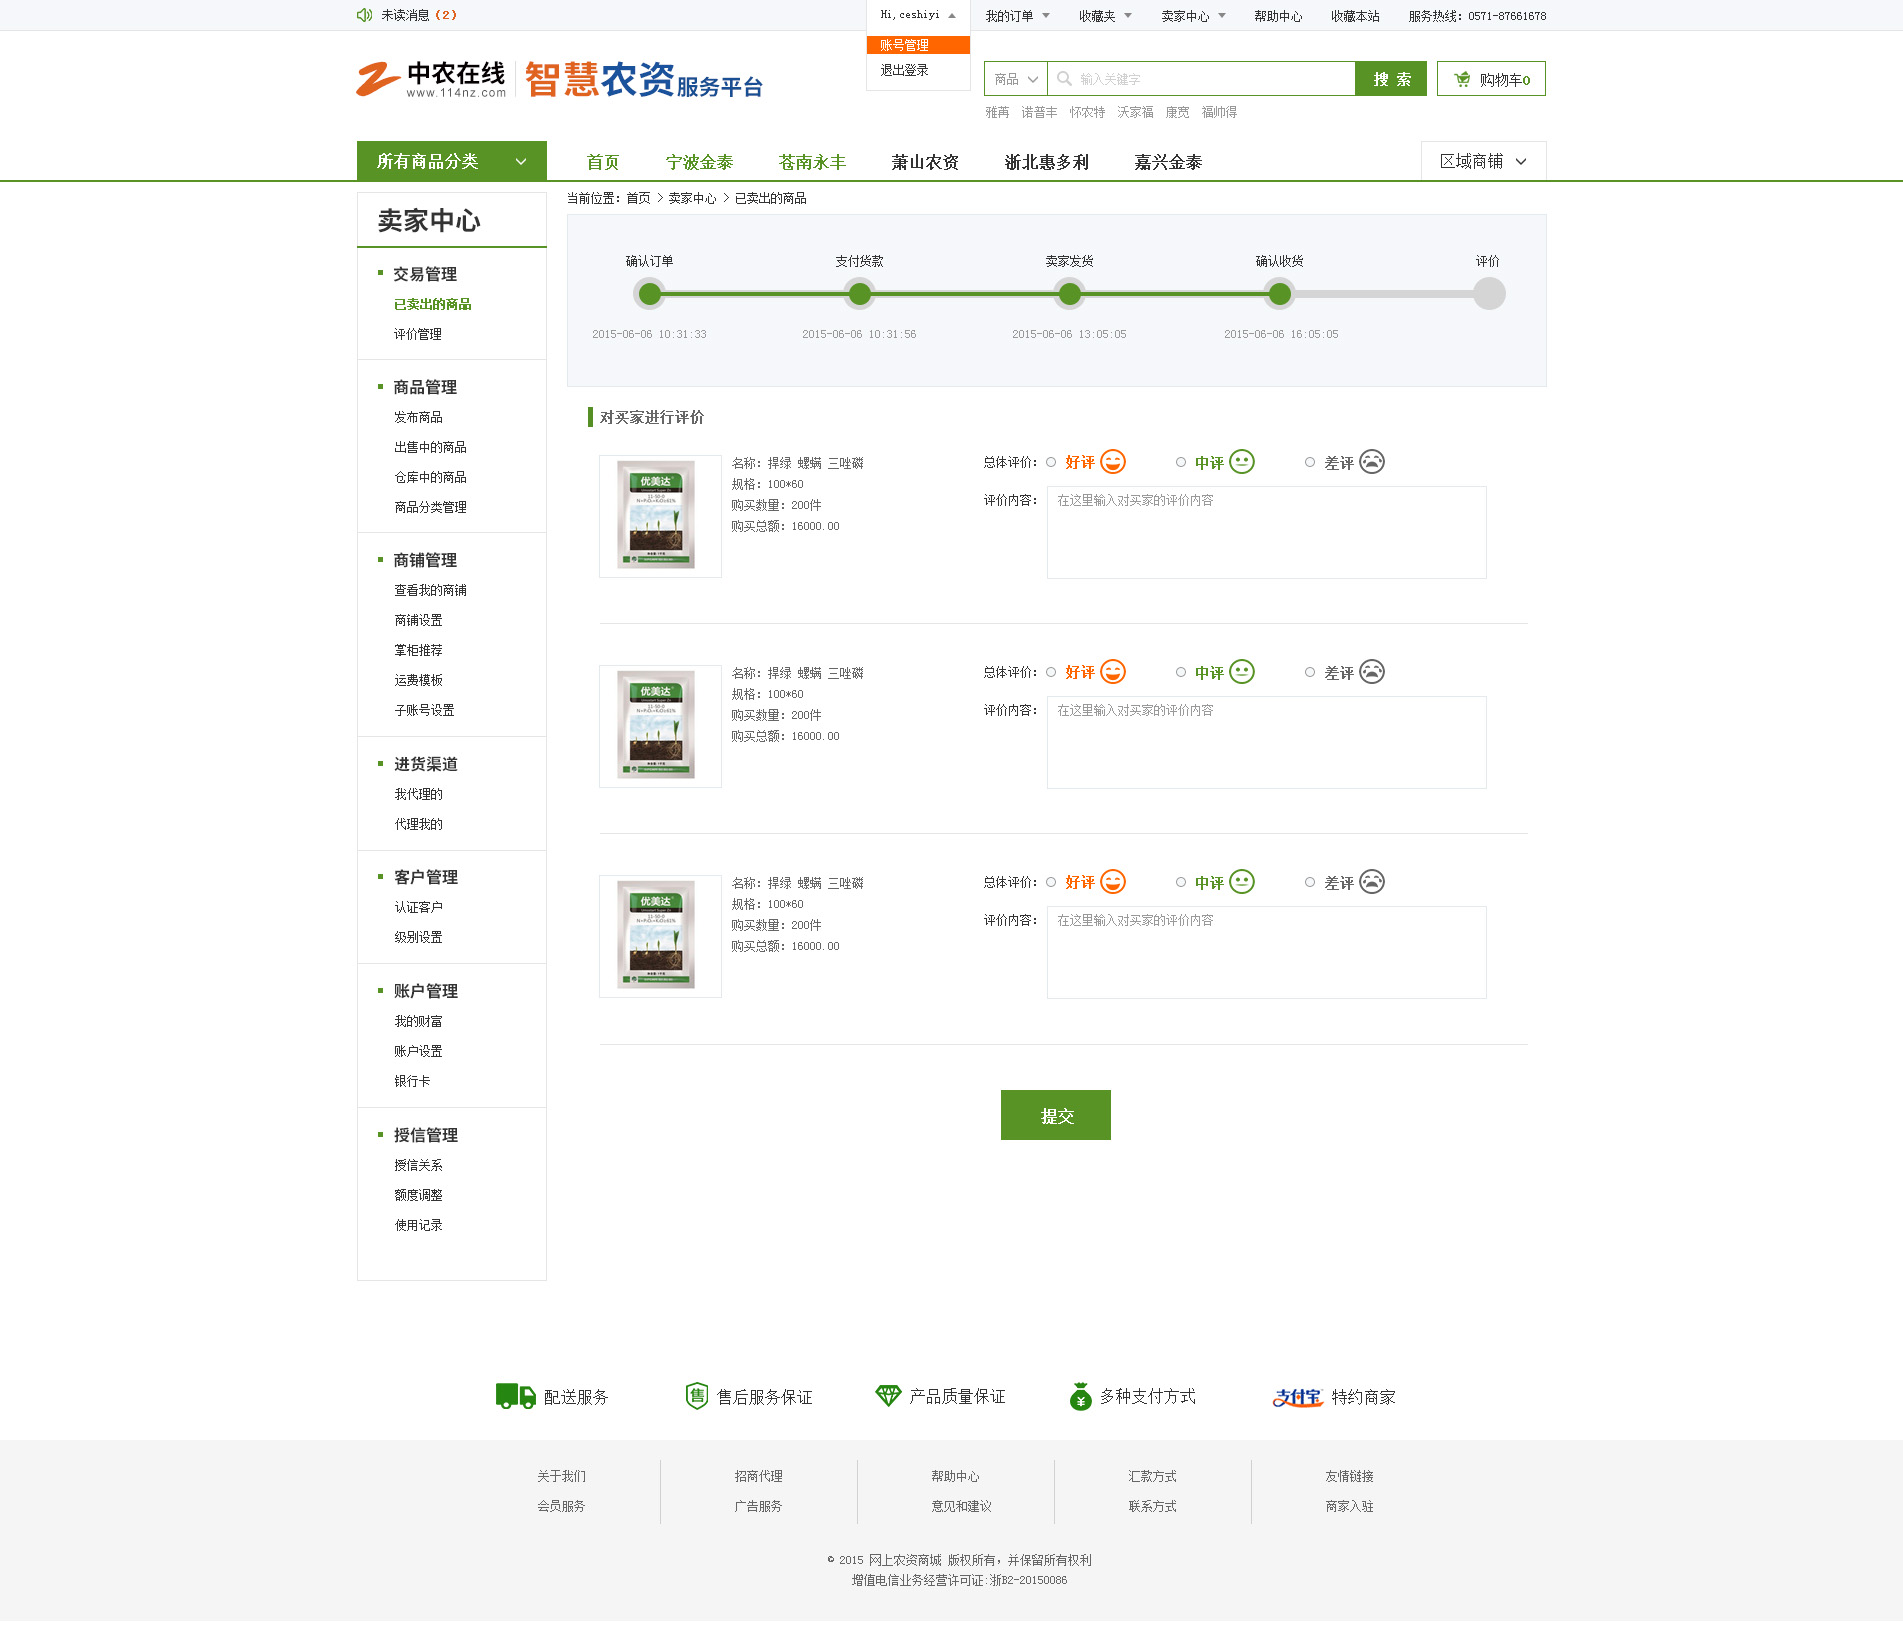 未读消息（2）
Hi,ceshiyi
我的订单 收藏夹 卖家中心 帮助中心 收藏本站 服务热线：0571-87661678
账号管理
退出登录
中农在线
www.114nz.com
智慧农资服务平台
商品 输入关键字 搜 索 购物车0
雅苒 诺普丰 怀农特 沃家福 康宽 福帅得
所有商品分类 首页 宁波金泰 苍南永丰 萧山农资 浙北惠多利 嘉兴金泰 区域商铺
当前位置：首页 > 卖家中心 > 已卖出的商品
卖家中心
交易管理
已卖出的商品
评价管理
商品管理
发布商品
出售中的商品
仓库中的商品
商品分类管理
商铺管理
查看我的商铺
商铺设置
掌柜推荐
运费模板
子账号设置
进货渠道
我代理的
代理我的
客户管理
认证客户
级别设置
账户管理
我的财富
账户设置
银行卡
授信管理
授信关系
额度调整
使用记录
确认订单 支付货款 卖家发货 确认收货 评价
2015-06-06 10:31:33 2015-06-06 10:31:56 2015-06-06 13:05:05 2015-06-06 16:05:05
对买家进行评价
优美达
11-50-0
名称：捍绿 螺螨 三唑磷
规格：100*60
购买数量：200件
购买总额：16000.00
总体评价： 好评 中评 差评
评价内容： 在这里输入对买家的评价内容
优美达
11-50-0
名称：捍绿 螺螨 三唑磷
规格：100*60
购买数量：200件
购买总额：16000.00
总体评价： 好评 中评 差评
评价内容： 在这里输入对买家的评价内容
优美达
11-50-0
名称：捍绿 螺螨 三唑磷
规格：100*60
购买数量：200件
购买总额：16000.00
总体评价： 好评 中评 差评
评价内容： 在这里输入对买家的评价内容
提交
配送服务 售 售后服务保证 产品质量保证 ¥ 多种支付方式 支付宝 特约商家
关于我们 招商代理 帮助中心 汇款方式 友情链接
会员服务 广告服务 意见和建议 联系方式 商家入驻
© 2015 网上农资商城 版权所有，并保留所有权利
增值电信业务经营许可证:浙B2-20150086